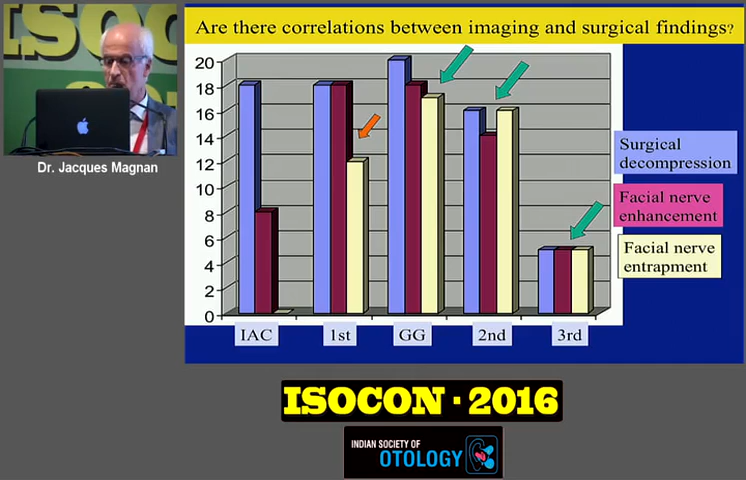 ISOCO
Dr. Jacques Magnan
Are there correlations between imaging and surgical findings?
20
18
16
14
12
10
8
6
4
2
0
IAC 1st GG 2nd 3rd
Surgical
decompression
Facial nerve
enhancement
Facial nerve
entrapment
ISOCON · 2016
INDIAN SOCIETY OF
OTOLOGY